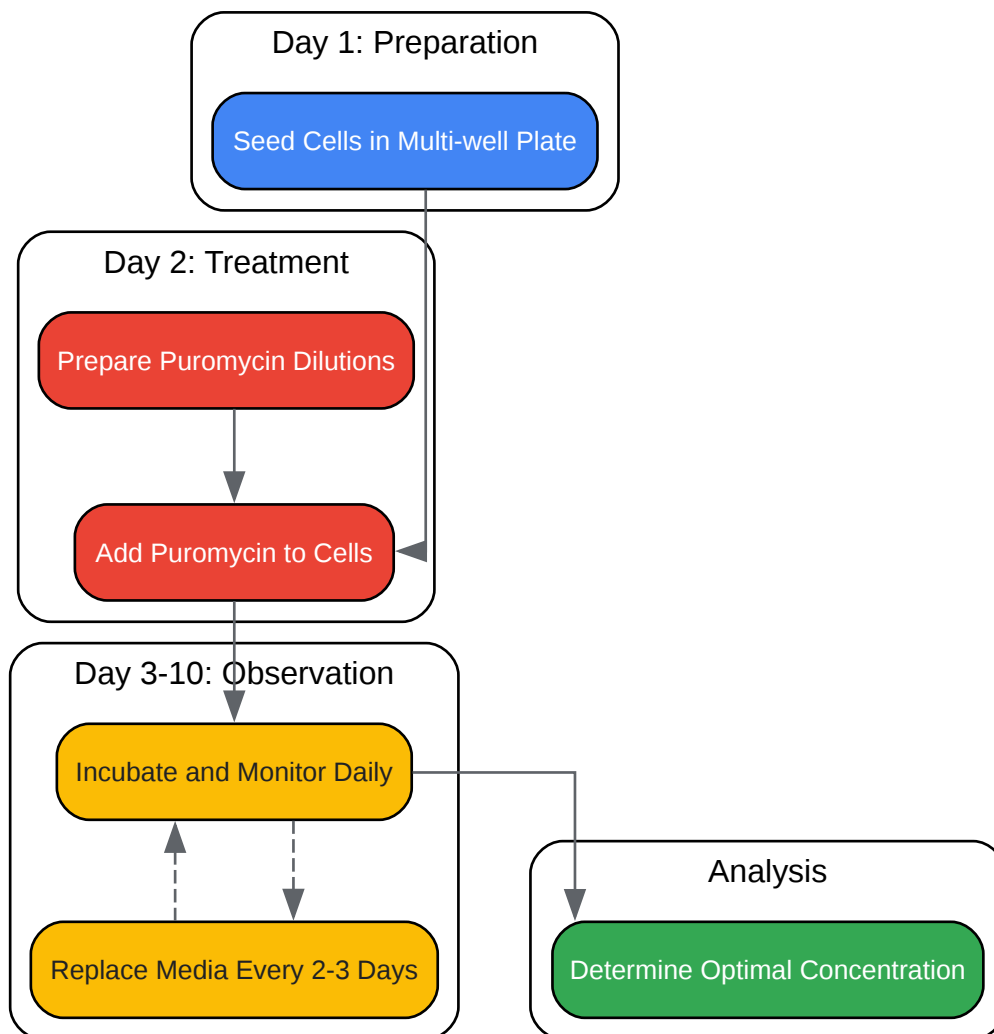 Day 1: Preparation
Seed Cells in Multi-well Plate
Day 2: Treatment
Prepare Puromycin Dilutions
Add Puromycin to Cells
Day 3-10: Observation
Incubate and Monitor Daily
Replace Media Every 2-3 Days
Analysis
Determine Optimal Concentration